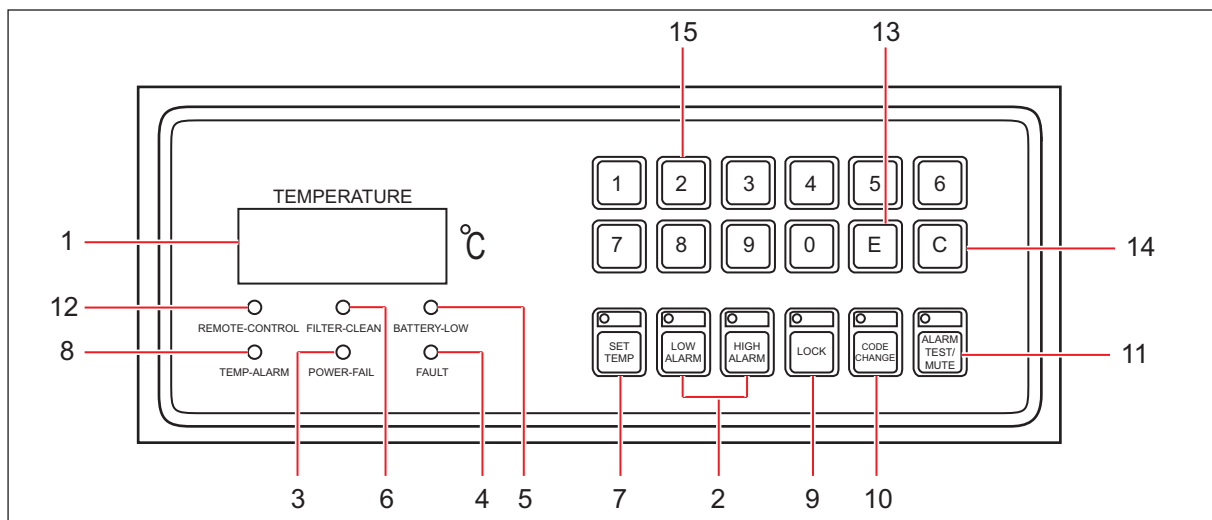 15 13
1 2 3 4 5 6
TEMPERATURE
1 °C
7 8 9 0 E C
14
12
REMOTE-CONTROL FILTER-CLEAN BATTERY-LOW
8
TEMP-ALARM POWER-FAIL FAULT
SET
TEMP
LOW
ALARM
HIGH
ALARM
LOCK
CODE
CHANGE
ALARM
TEST/
MUTE
11
3 6 4 5 7 2 9 10